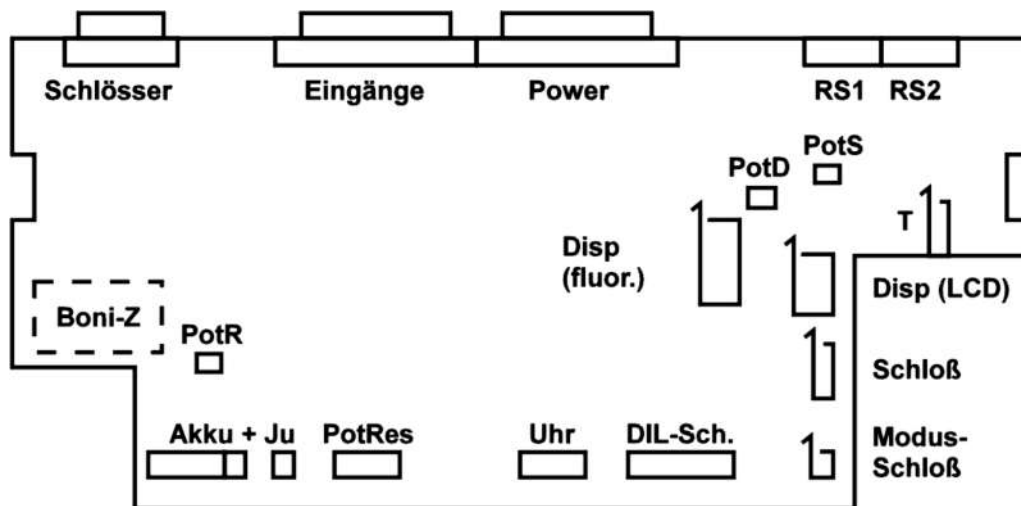 Schlösser
Eingänge
Power
RS1
RS2
PotS
PotD
T
Disp
(fluor.)
Disp (LCD)
Boni-Z
PotR
Schloß
Akku + Ju
PotRes
Uhr
DIL-Sch.
Modus-
Schloß